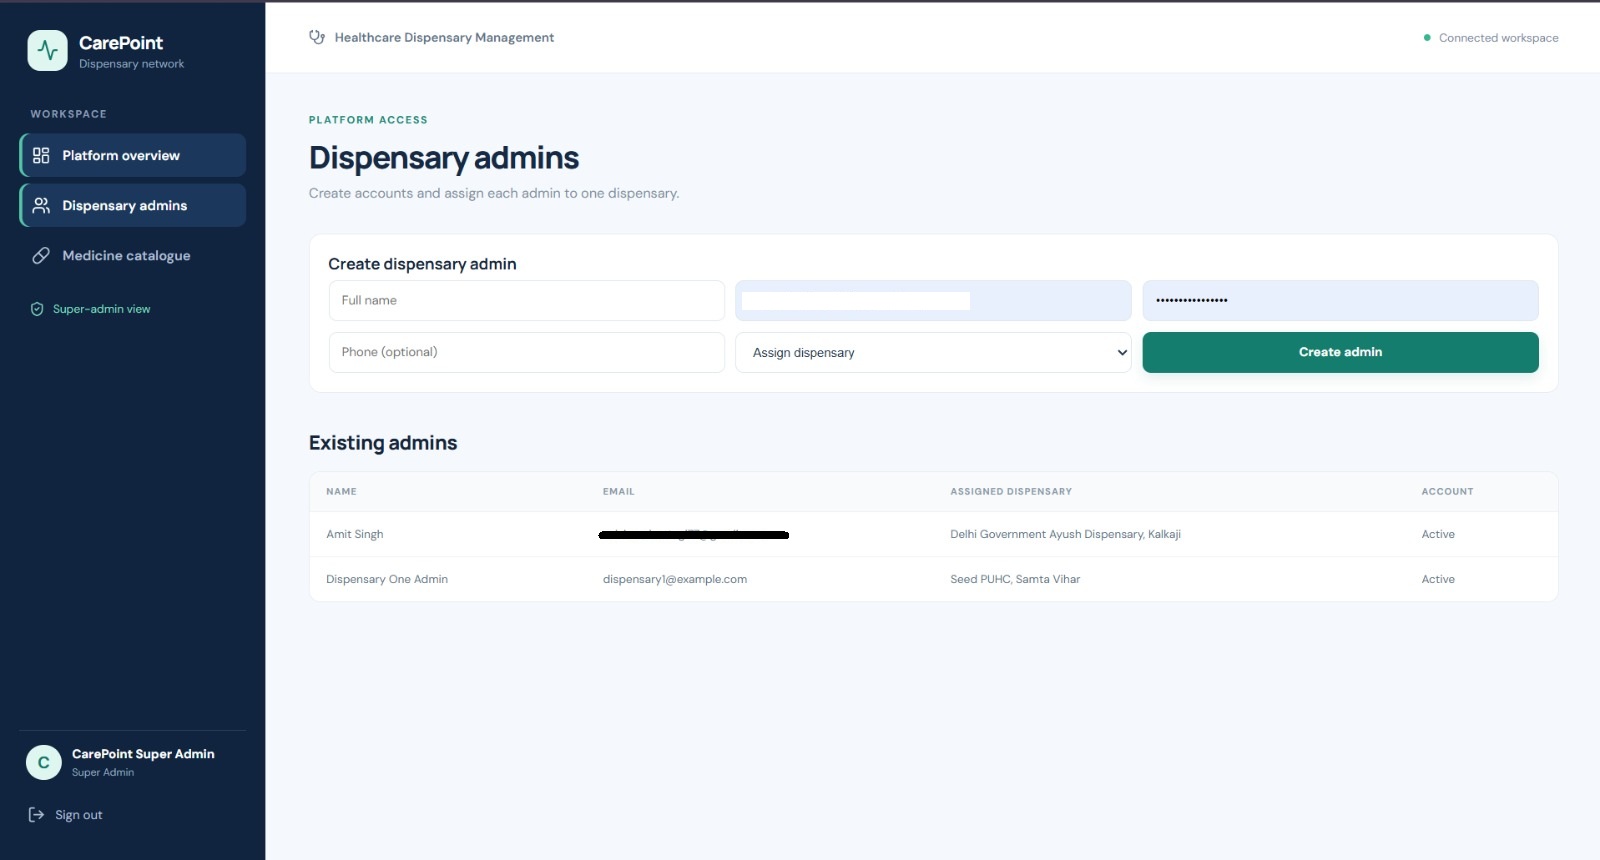 CarePoint
Dispensary network
WORKSPACE
Platform overview
Dispensary admins
Medicine catalogue
Super-admin view
CarePoint Super Admin
C
Super Admin
Sign out
Healthcare Dispensary Management
Connected workspace
PLATFORM ACCESS
Dispensary admins
Create accounts and assign each admin to one dispensary.
Create dispensary admin
Full name
••••••••••••••••
Phone (optional)
Assign dispensary
Create admin
Existing admins
NAME EMAIL ASSIGNED DISPENSARY ACCOUNT
Amit Singh Delhi Government Ayush Dispensary, Kalkaji Active
Dispensary One Admin dispensary1@example.com Seed PUHC, Samta Vihar Active